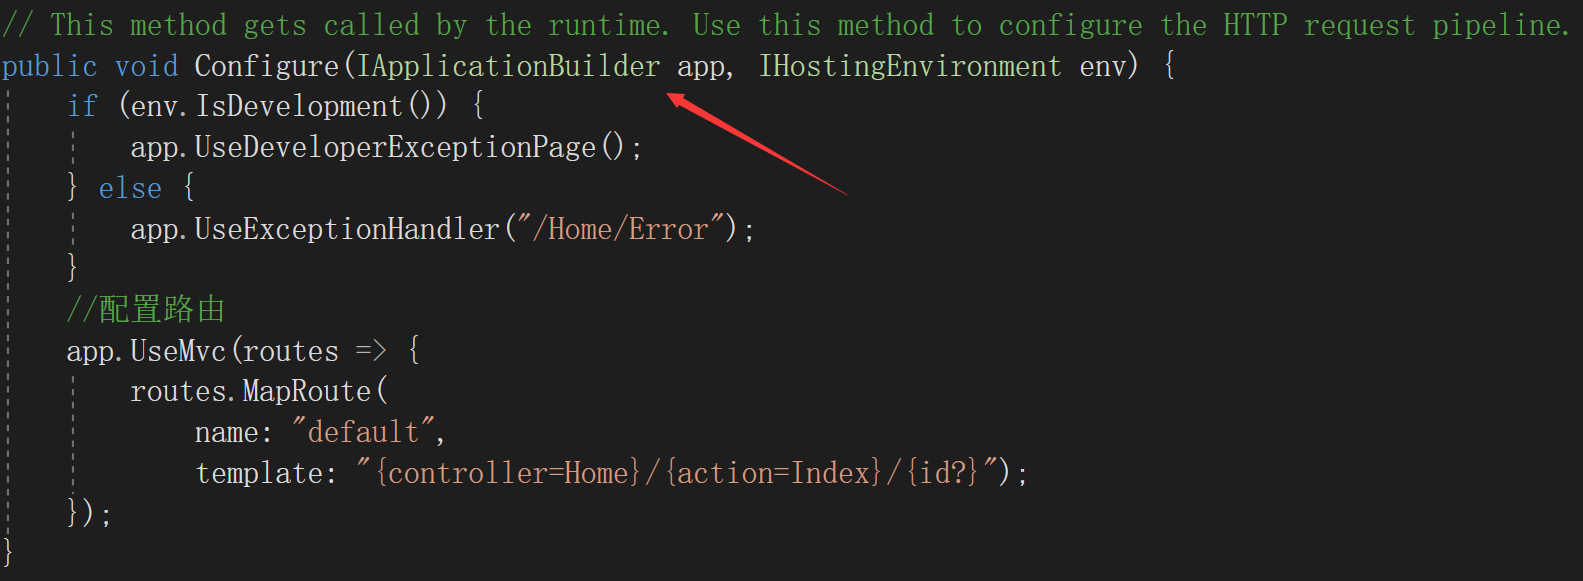 // This method gets called by the runtime. Use this method to configure the HTTP request pipeline.
public void Configure(IApplicationBuilder app, IHostingEnvironment env) {
if (env.IsDevelopment()) {
app.UseDeveloperExceptionPage();
} else {
app.UseExceptionHandler("/Home/Error");
}
//配置路由
app.UseMvc(routes => {
routes.MapRoute(
name: "default",
template: "{controller=Home}/{action=Index}/{id?}");
});
}